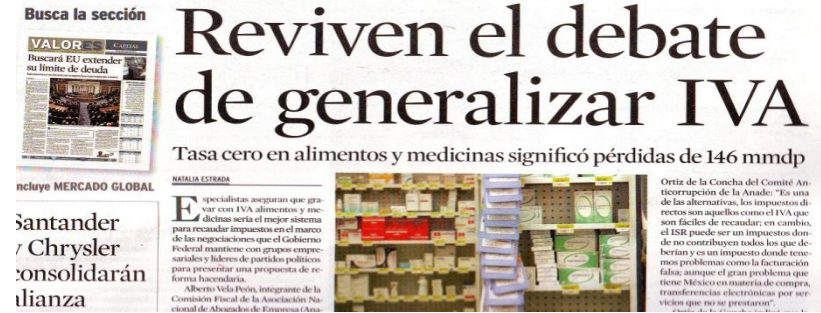 Busca la sección
VALORES
CAPITAL
Buscará EU extender
su límite de deuda
ncluye MERCADO GLOBAL
Santander
y Chrysler
consolidarán
alianza
Reviven el debate
de generalizar IVA
Tasa cero en alimentos y medicinas significó pérdidas de 146 mmdp
NATALIA ESTRADA
Especialistas aseguran que gra-
var con IVA alimentos y me-
dicinas sería el mejor sistema
para recaudar impuestos en el marco
de las negociaciones que el Gobierno
Federal mantiene con grupos empre-
sariales y líderes de partidos políticos
para presentar una propuesta de re-
forma hacendaria.
Alberto Vela Peón, integrante de la
Comisión Fiscal de la Asociación Na-
cional de Abogados de Empresa (Ana-
Ortiz de la Concha del Comité An-
ticorrupción de la Anade: "Es una
de las alternativas, los impuestos di-
rectos son aquellos como el IVA que
son fáciles de recaudar; en cambio,
el ISR puede ser un impuestos don-
de no contribuyen todos los que de-
berían y es un impuesto donde tene-
mos problemas como la facturación
falsa; aunque el gran problema que
tiene México en materia de compra,
transferencias electrónicas por ser-
vicios que no se prestaron".